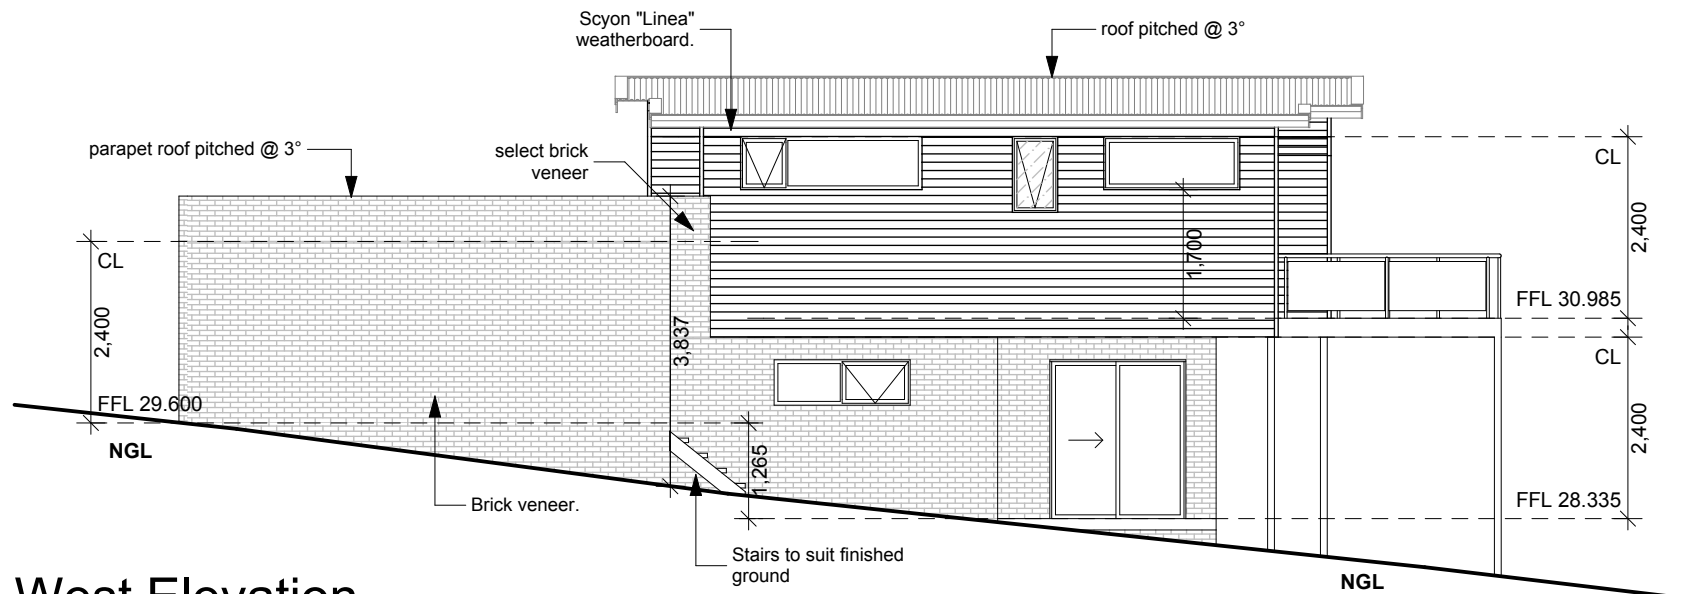 Scyon "Linea"
weatherboard.
roof pitched @ 3°
parapet roof pitched @ 3°
select brick
veneer
CL
2,400
FFL 29.600
NGL
3,837
1,265
1,700
CL
2,400
FFL 30.985
CL
2,400
FFL 28.335
Brick veneer.
Stairs to suit finished
ground
NGL
West Elevation